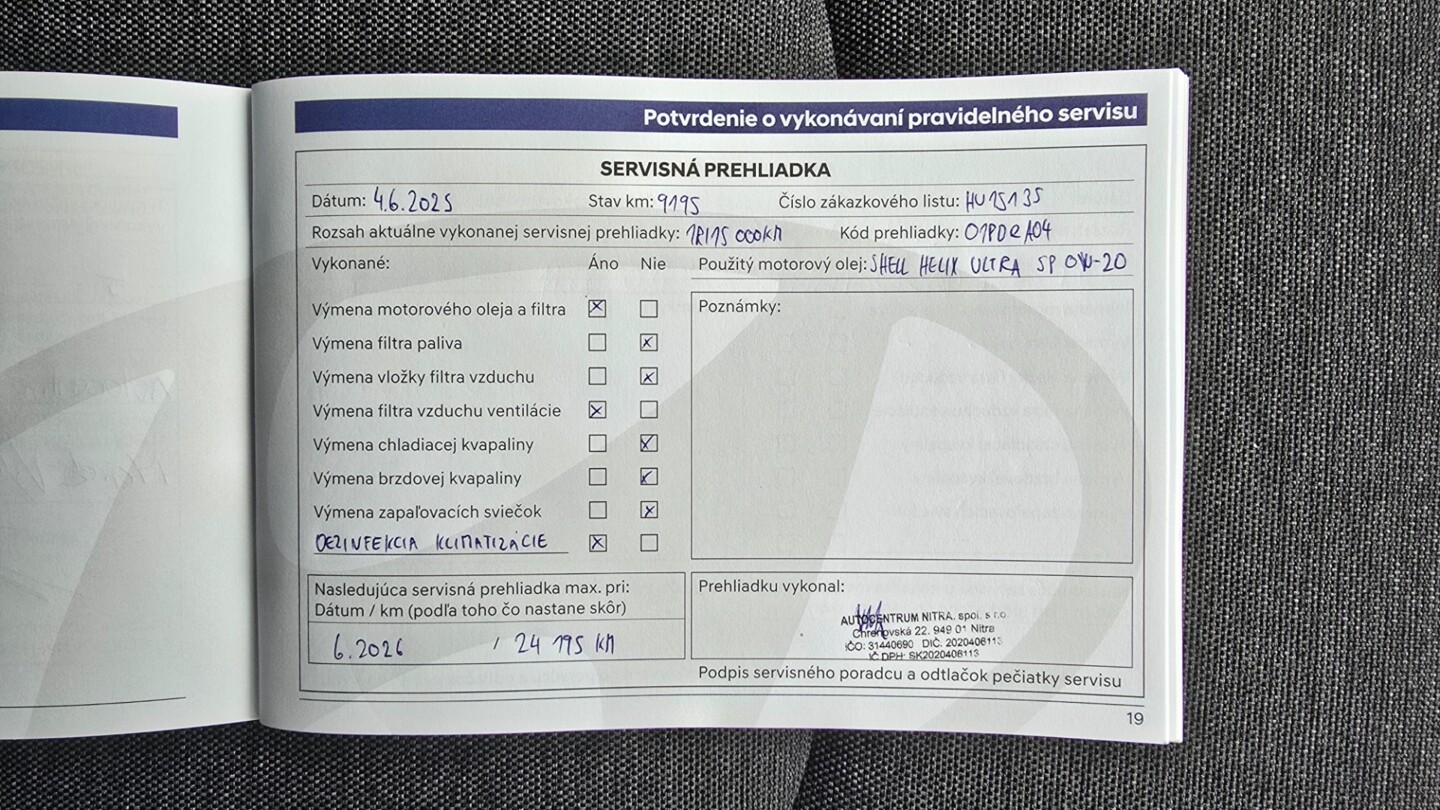 Potvrdenie o vykonávaní pravidelného servisu
SERVISNÁ PREHLIADKA
Dátum: 4.6.2025 Stav km: 9195 Číslo zákazkového listu: HU15135
Rozsah aktuálne vykonanej servisnej prehliadky: 1R/15 000KM Kód prehliadky: 01PDRA04
Vykonané: Áno Nie Použitý motorový olej: SHELL HELIX ULTRA SP 0W-20
Výmena motorového oleja a filtra
Výmena filtra paliva
Výmena vložky filtra vzduchu
Výmena filtra vzduchu ventilácie
Výmena chladiacej kvapaliny
Výmena brzdovej kvapaliny
Výmena zapaľovacích sviečok
DEZINFEKCIA KLIMATIZÁCIE
Poznámky:
Nasledujúca servisná prehliadka max. pri:
Dátum / km (podľa toho čo nastane skôr)
6.2026 / 24 195 KM
Prehliadku vykonal:
AUTOCENTRUM NITRA, spol. s r.o.
Chrenovská 22. 949 01 Nitra
IČO: 31440690 DIČ: 2020406113
IČ DPH: SK2020406113
Podpis servisného poradcu a odtlačok pečiatky servisu
19